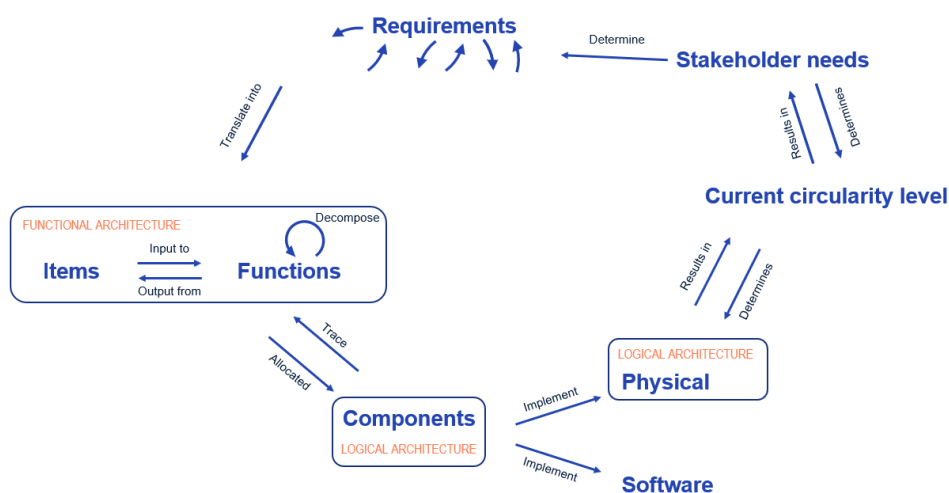 Requirements
Determine
Stakeholder needs
Translate into
Results in
Determines
Current circularity level
FUNCTIONAL ARCHITECTURE
Decompose
Items
Input to
Output from
Functions
Results in
Determines
Trace
Allocated
LOGICAL ARCHITECTURE
Physical
Components
LOGICAL ARCHITECTURE
Implement
Implement
Software